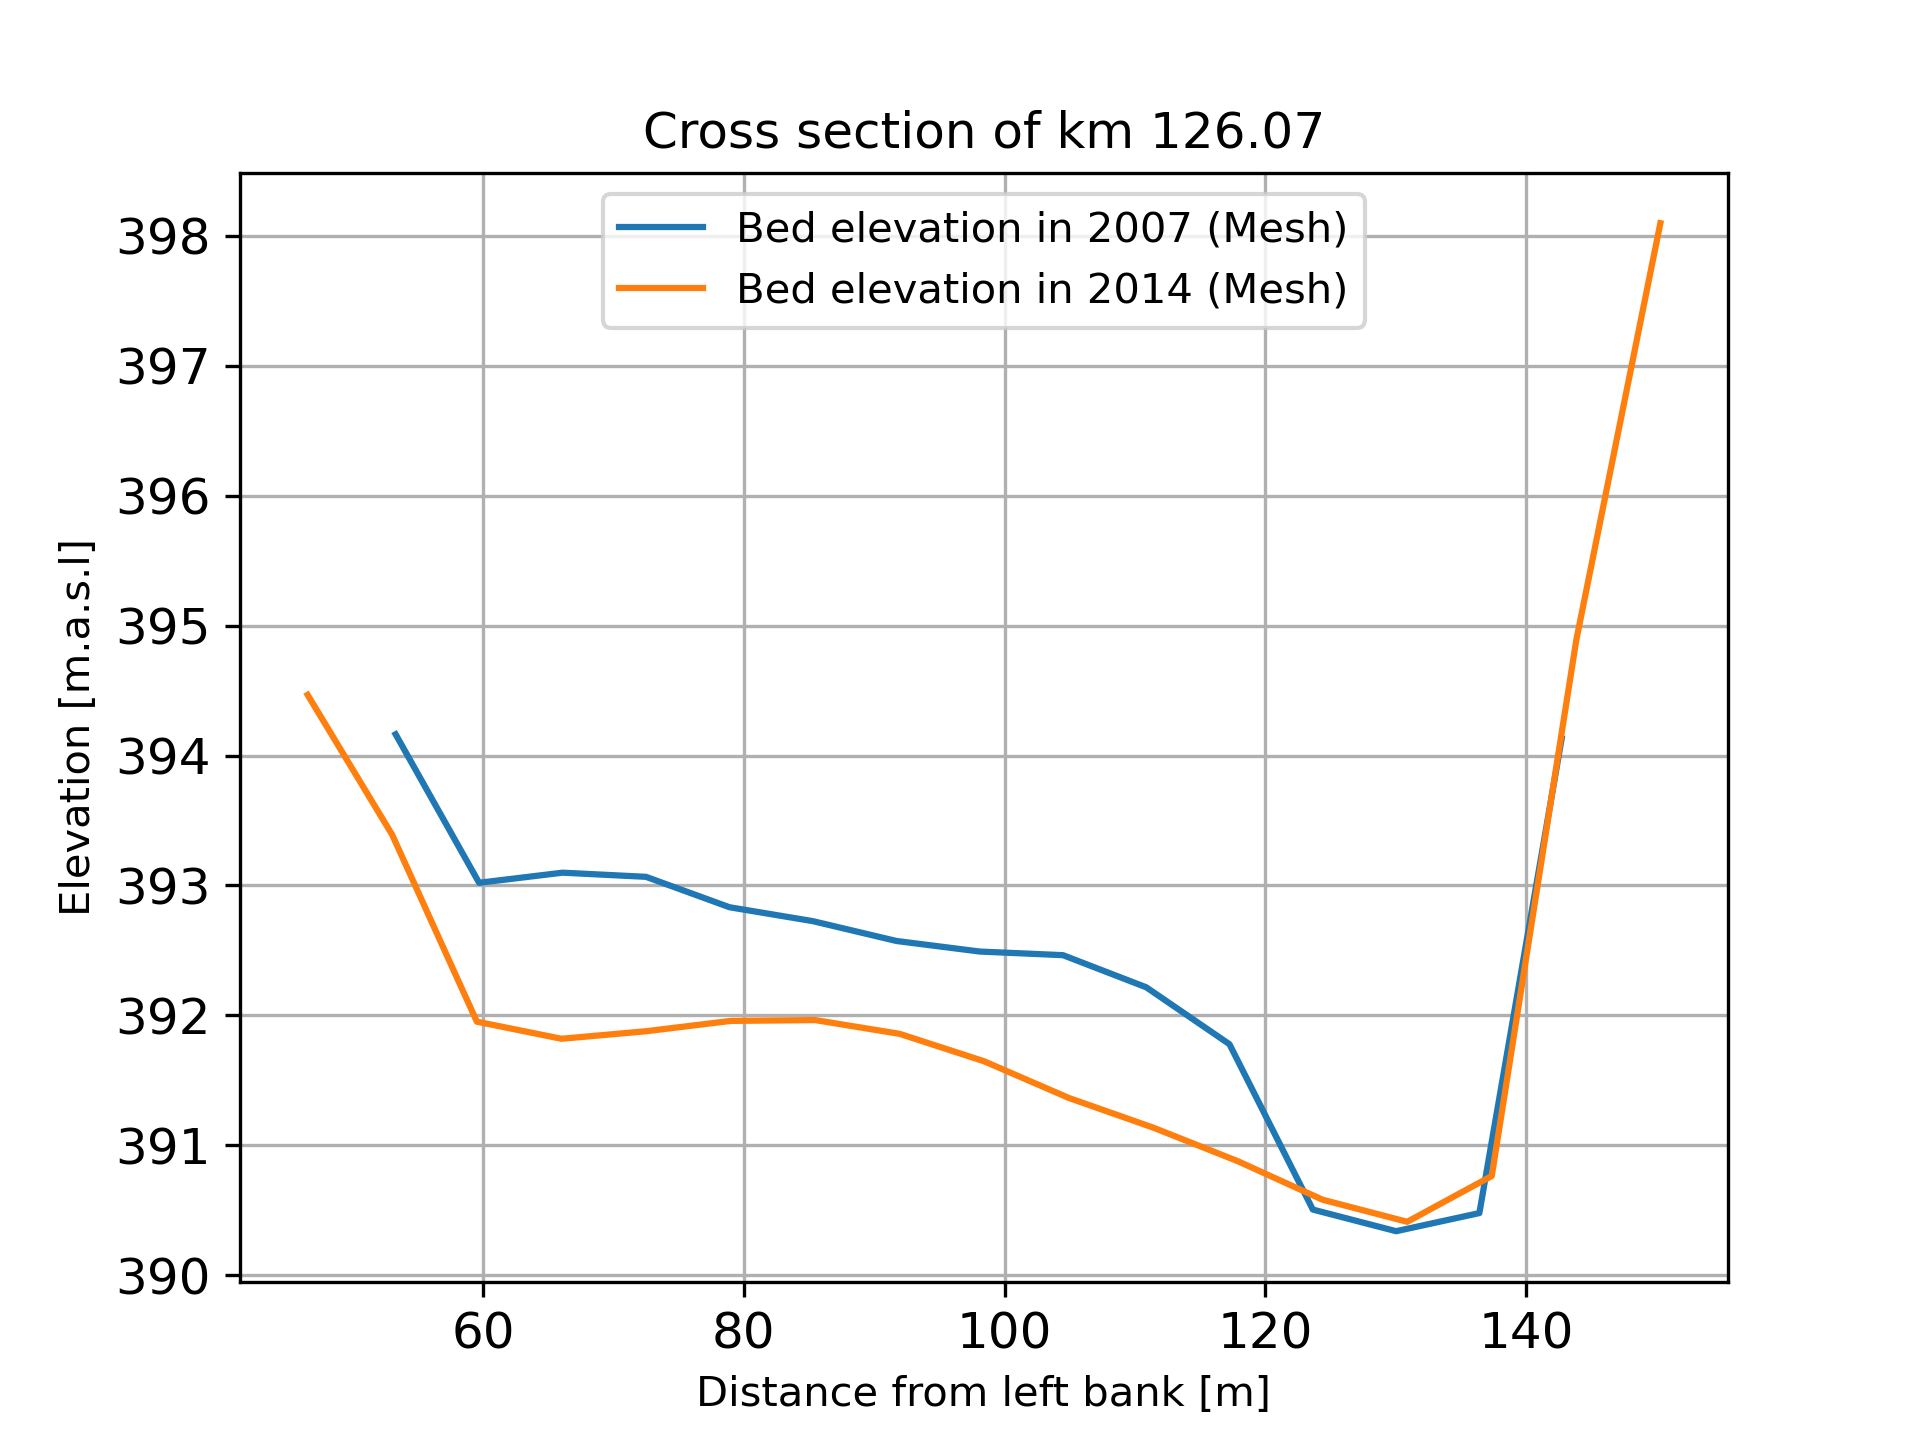 Cross section of km 126.07
Bed elevation in 2007 (Mesh)
Bed elevation in 2014 (Mesh)
398
397
396
395
394
393
392
391
390
Elevation [m.a.s.l]
60 80 100 120 140
Distance from left bank [m]